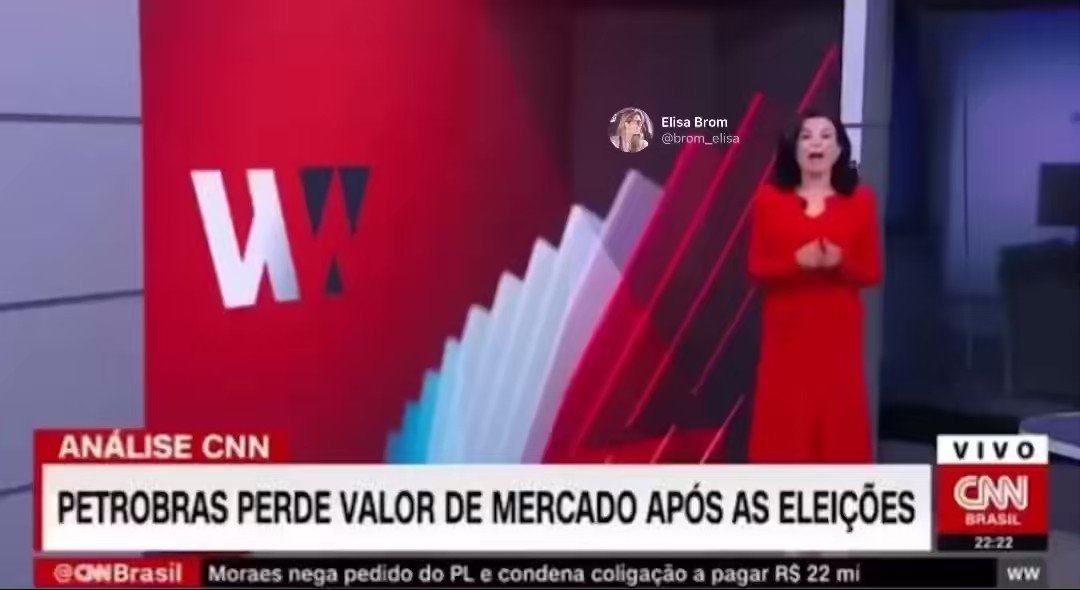 Elisa Brom
@brom_elisa
WW
ANÁLISE CNN
PETROBRAS PERDE VALOR DE MERCADO APÓS AS ELEIÇÕES
VIVO
CNN
BRASIL
22:22
@CNNBrasil
Moraes nega pedido do PL e condena coligação a pagar R$ 22 mi
WW